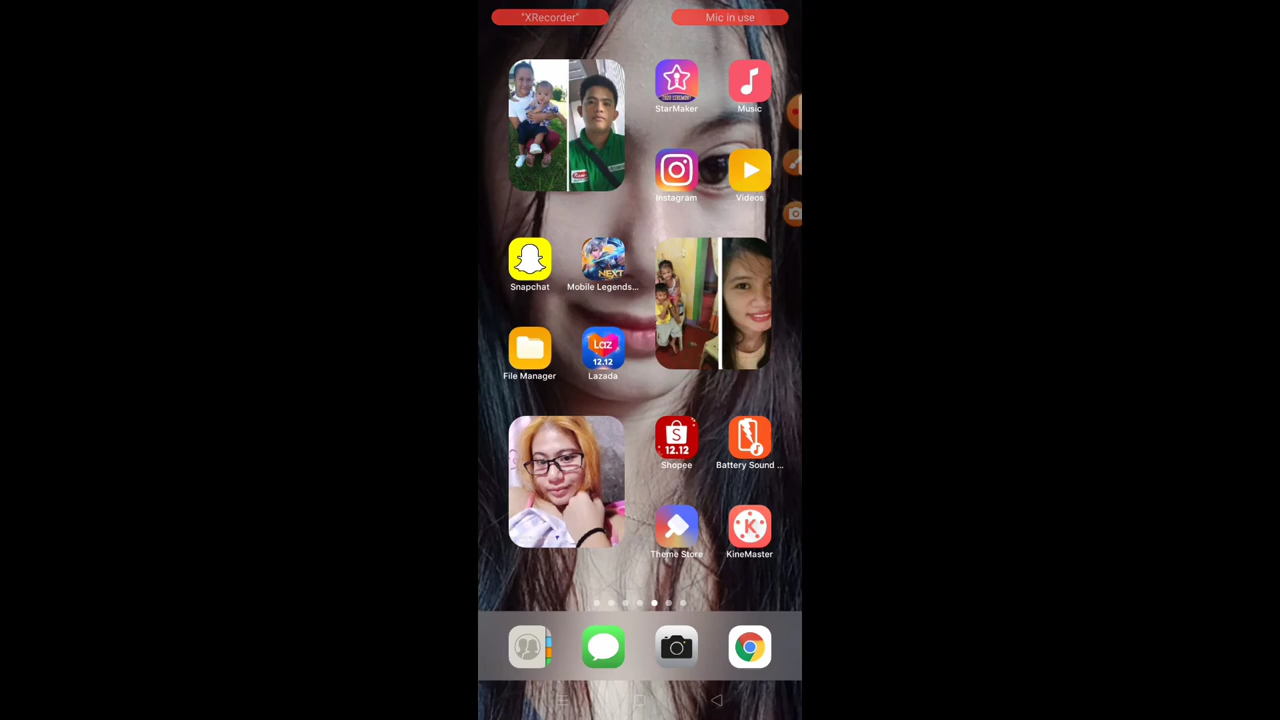 "XRecorder"
Mic in use
StarMaker
Music
Instagram
Videos
Snapchat
NEXT
Mobile Legends...
File Manager
Laz
12.12
Lazada
S
12.12
Shopee
Battery Sound ...
Theme Store
K
KineMaster